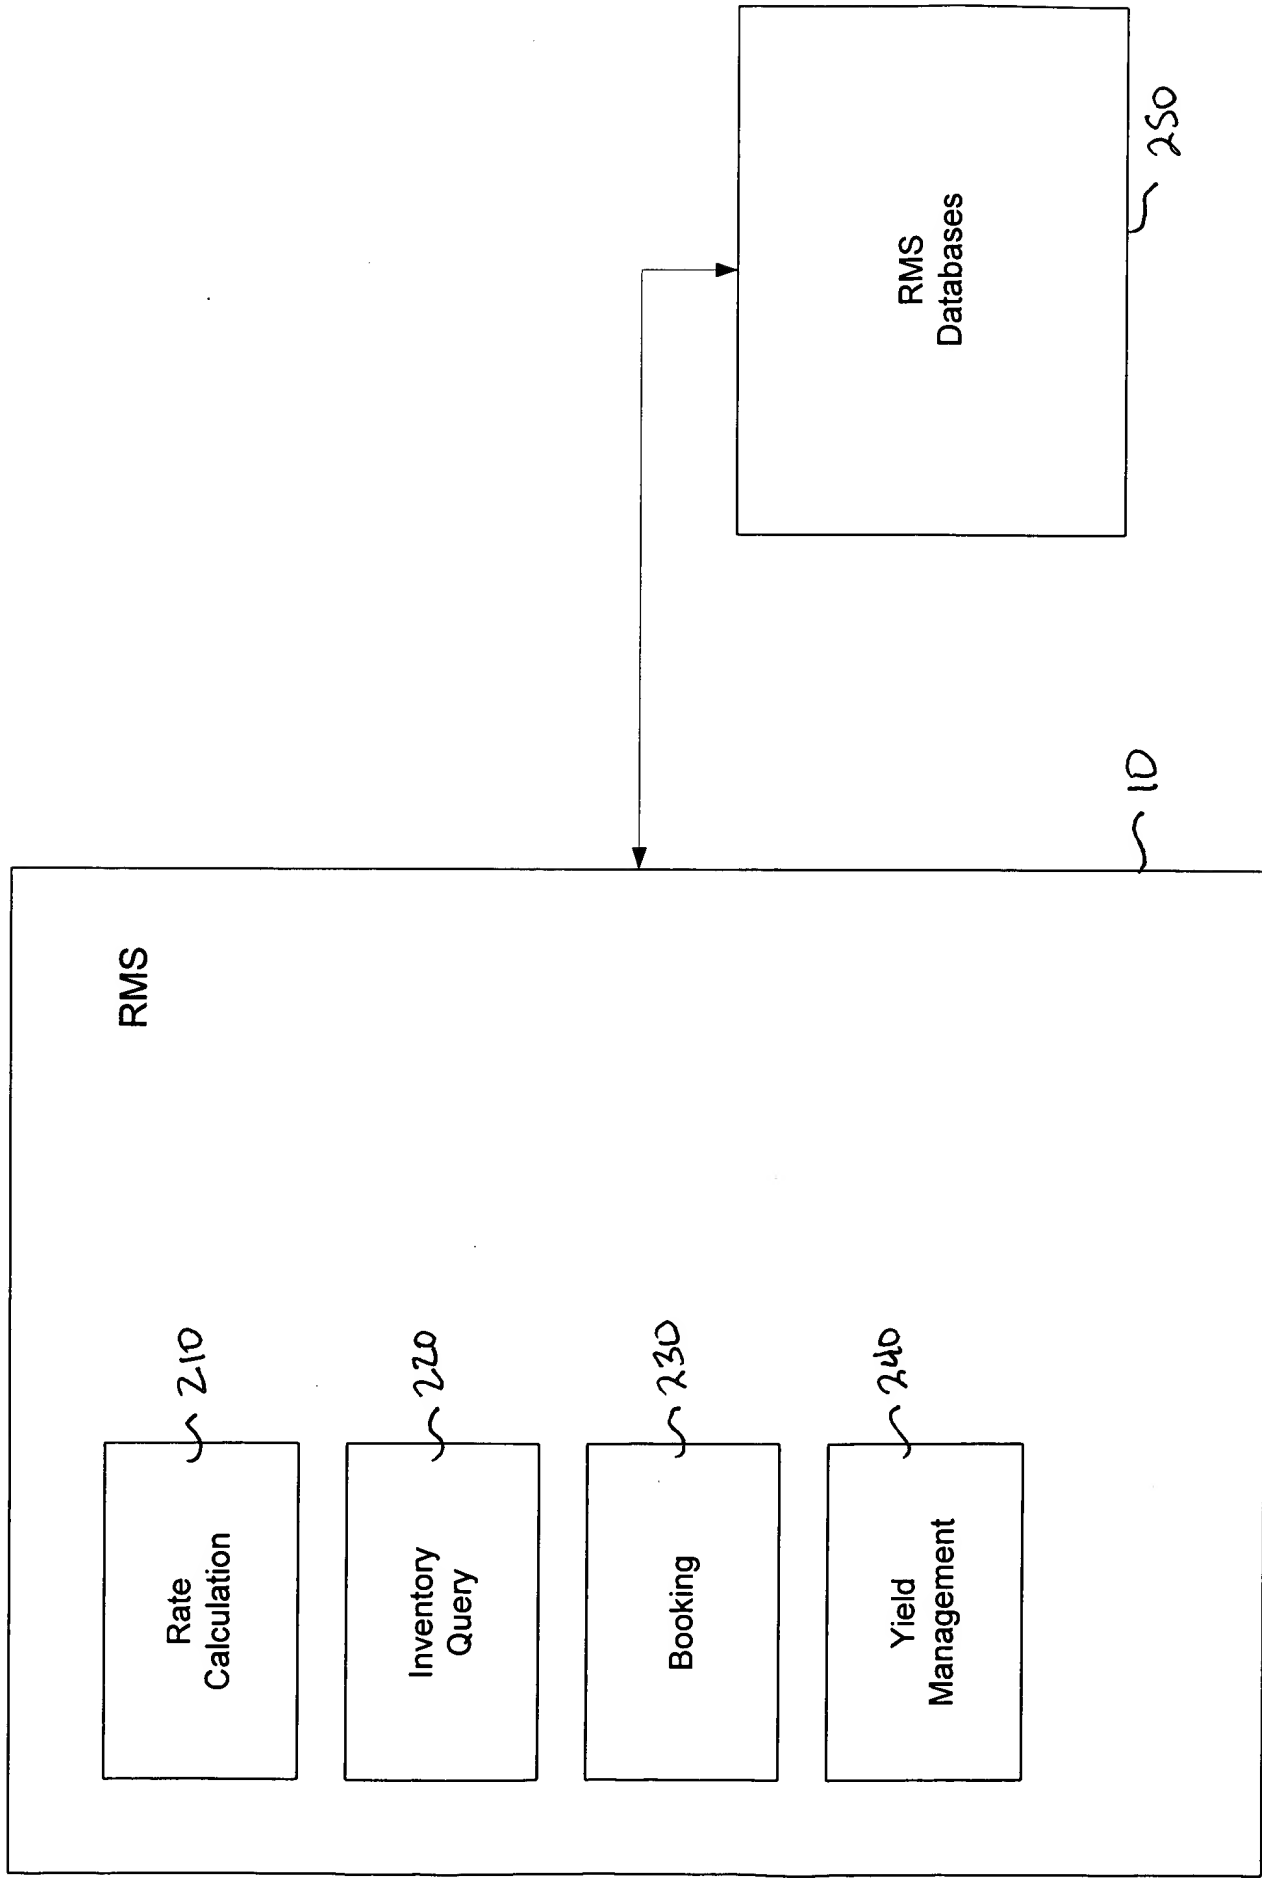 RMS
Rate
Calculation
210
Inventory
Query
220
Booking
230
Yield
Management
240
10
RMS
Databases
250